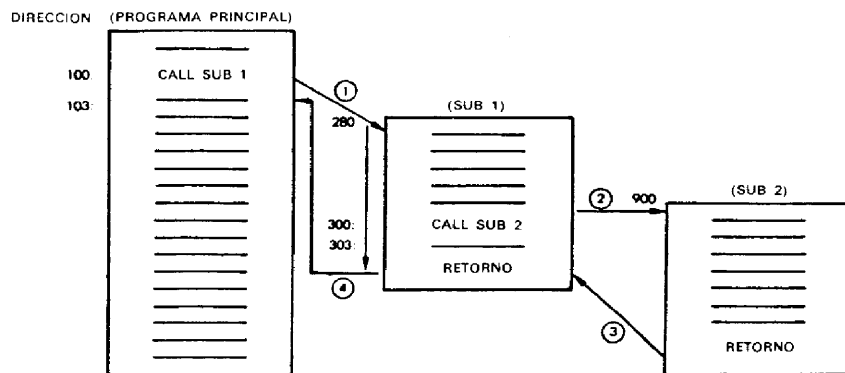 DIRECCION (PROGRAMA PRINCIPAL)
100: CALL SUB 1
103:
1
(SUB 1)
280
2
900
(SUB 2)
300: CALL SUB 2
303:
RETORNO
4
3
RETORNO